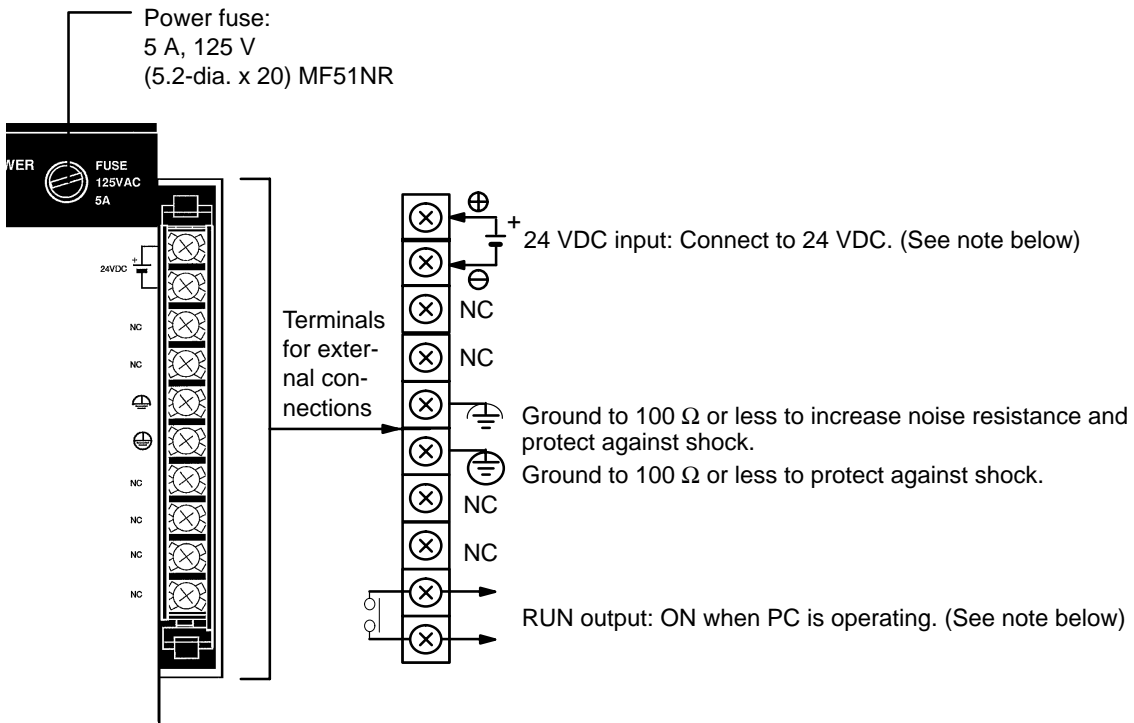 Power fuse:
5 A, 125 V
(5.2-dia. x 20) MF51NR
WER
FUSE
125VAC
5A
24VDC
+
NC
NC
NC
NC
NC
NC
Terminals
for exter-
nal con-
nections
+
24 VDC input: Connect to 24 VDC. (See note below)
NC
NC
Ground to 100 Ω or less to increase noise resistance and
protect against shock.
Ground to 100 Ω or less to protect against shock.
NC
NC
RUN output: ON when PC is operating. (See note below)